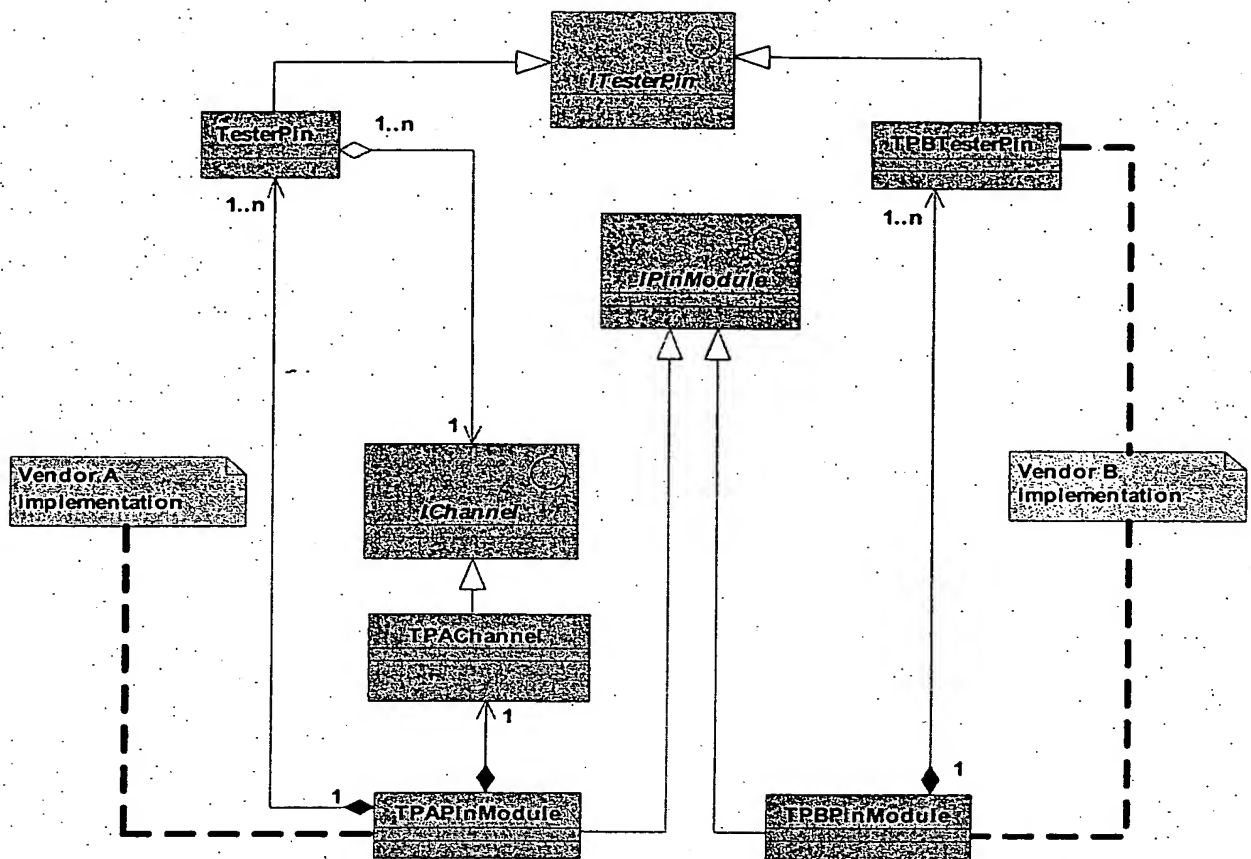 ITesterPin
TesterPin
1..n
TPBTesterPin
1..n
1..n
IPinModule
1
Vendor A
Implementation
IChannel
Vendor B
Implementation
TPAChannel
1
1
TPAPinModule
1
TPBPinModule